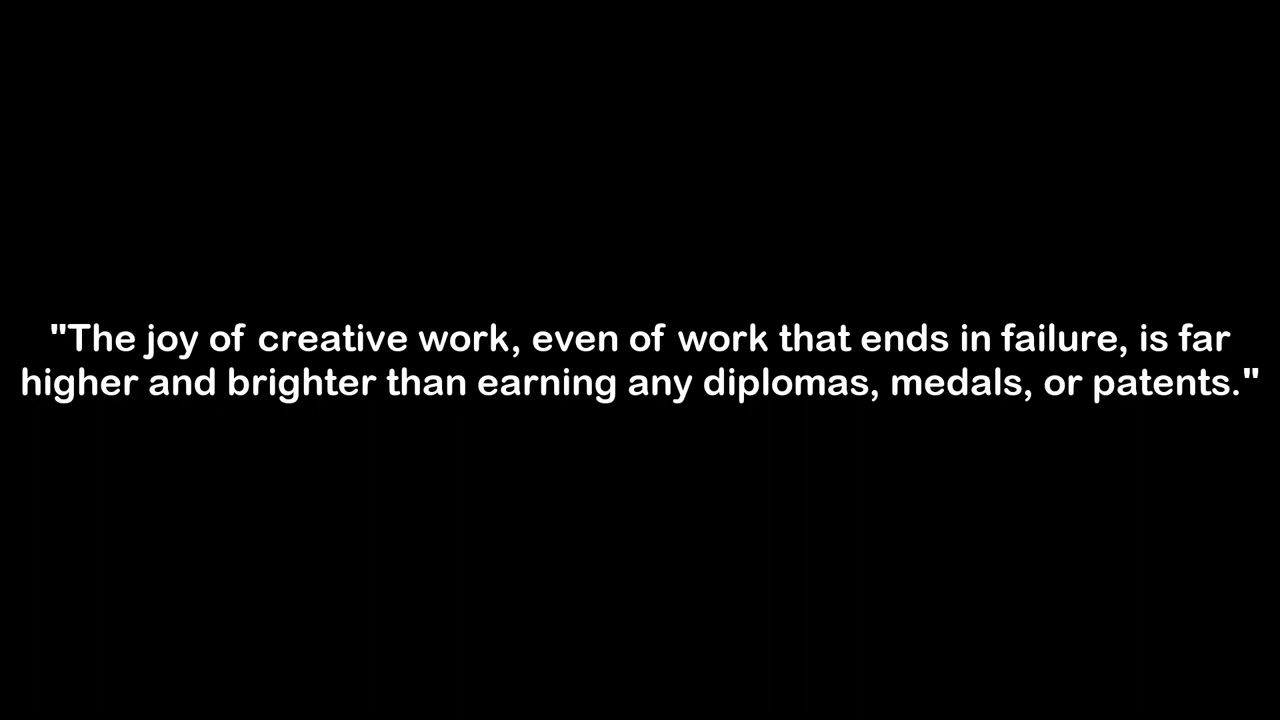 "The joy of creative work, even of work that ends in failure, is far
higher and brighter than earning any diplomas, medals, or patents."